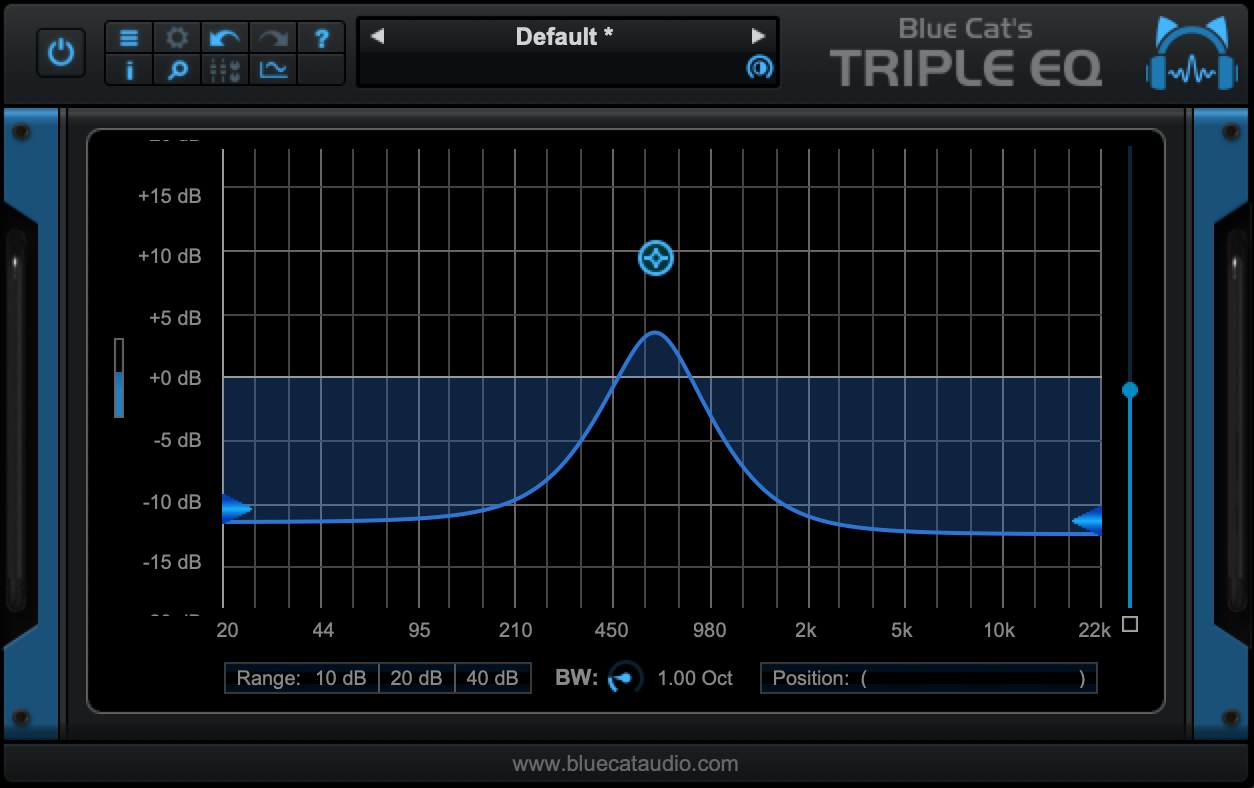 ?
i
Default *
Blue Cat's
TRIPLE EQ
+15 dB
+10 dB
+5 dB
+0 dB
-5 dB
-10 dB
-15 dB
20 44 95 210 450 980 2k 5k 10k 22k
Range: 10 dB 20 dB 40 dB BW: 1.00 Oct Position: ( )
www.bluecataudio.com